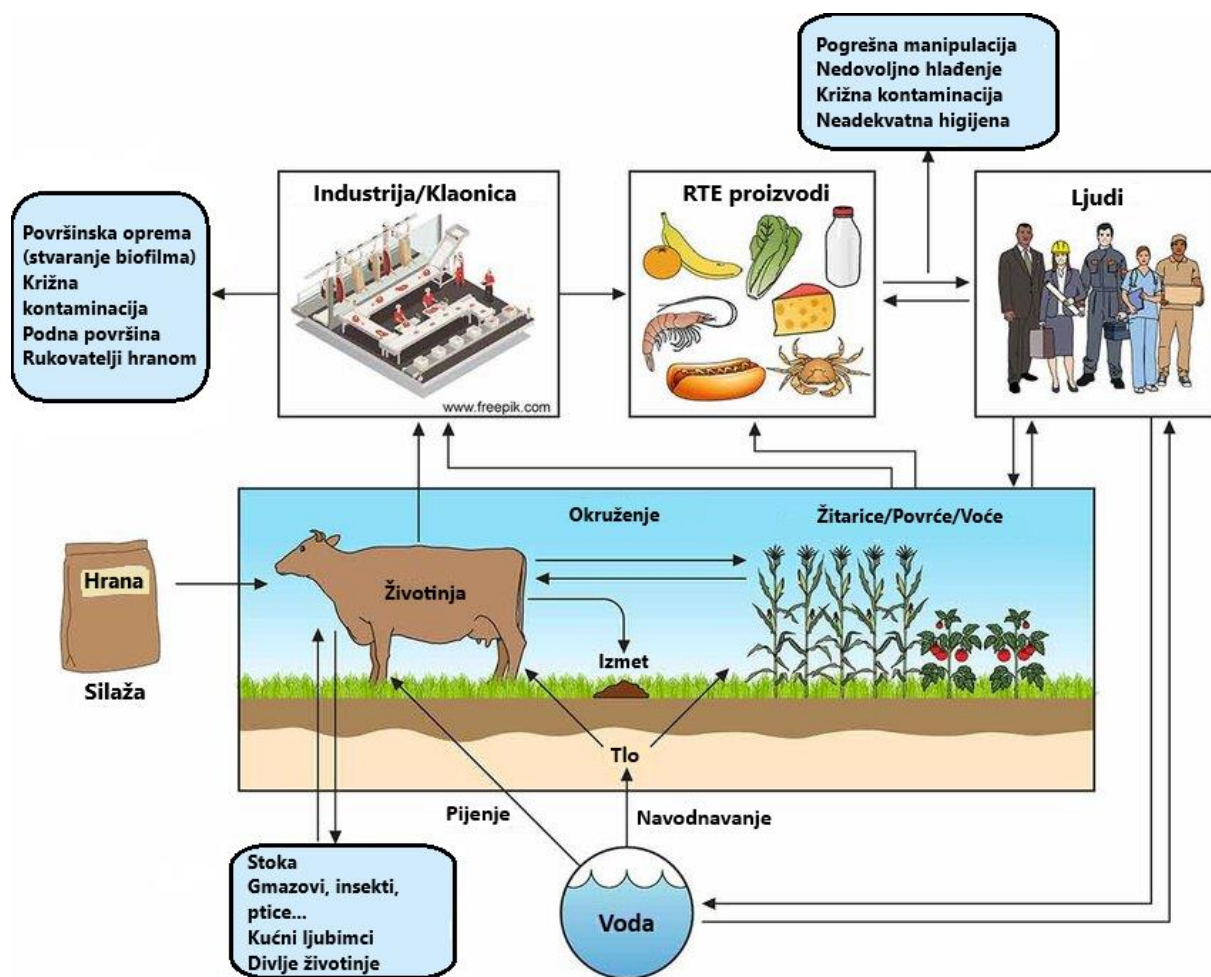 Pogrešna manipulacija
Nedovoljno hlađenje
Križna kontaminacija
Neadekvatna higijena
Industrija/Klaonica
RTE proizvodi
Ljudi
Površinska oprema
(stvaranje biofilma)
Križna
kontaminacija
Podna površina
Rukovatelji hranom
www.freepik.com
Okruženje
Žitarice/Povrće/Voće
Hrana
Životinja
Izmet
Silaža
Tlo
Pijenje
Navodnavanje
Stoka
Gmazovi, insekti,
ptice...
Kućni ljubimci
Divlje životinje
Voda